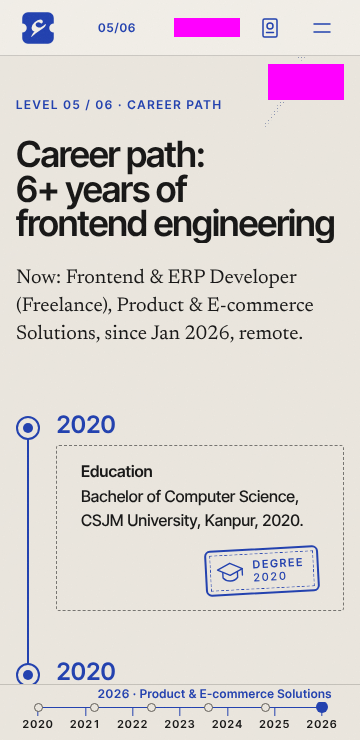 05/06
LEVEL 05 / 06 · CAREER PATH
Career path:
6+ years of
frontend engineering
Now: Frontend & ERP Developer
(Freelance), Product & E-commerce
Solutions, since Jan 2026, remote.
2020
Education
Bachelor of Computer Science,
CSJM University, Kanpur, 2020.
DEGREE
2020
2020
2026 · Product & E-commerce Solutions
2020 2021 2022 2023 2024 2025 2026